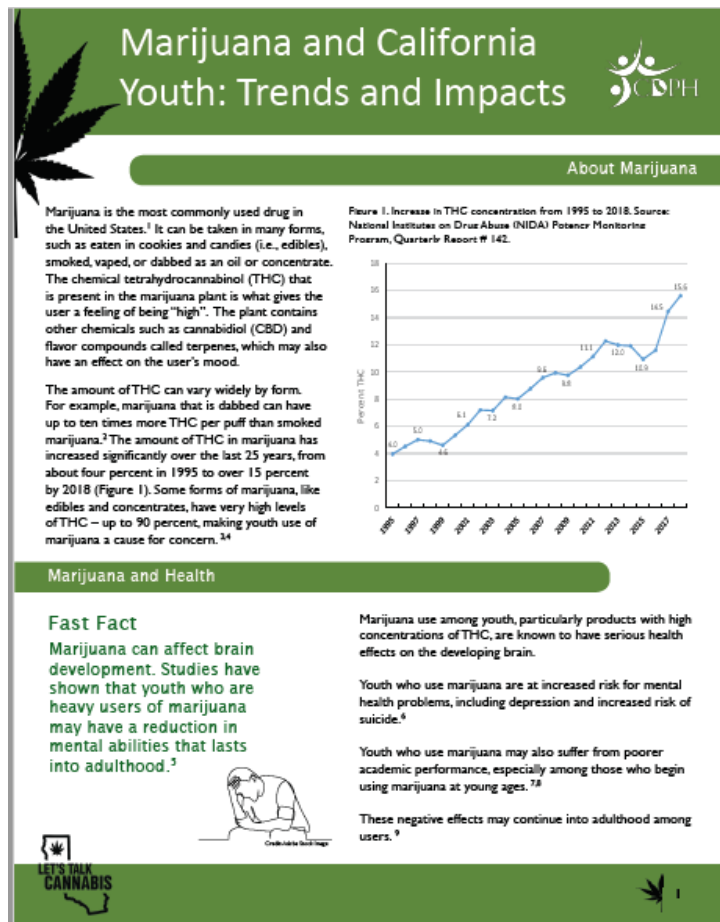 Marijuana and California
Youth: Trends and Impacts
CDPH
About Marijuana
Marijuana is the most commonly used drug in
the United States.¹ It can be taken in many forms,
such as eaten in cookies and candies (i.e., edibles),
smoked, vaped, or dabbed as an oil or concentrate.
The chemical tetrahydrocannabinol (THC) that
is present in the marijuana plant is what gives the
user a feeling of being “high”. The plant contains
other chemicals such as cannabidiol (CBD) and
flavor compounds called terpenes, which may also
have an effect on the user’s mood.
The amount of THC can vary widely by form.
For example, marijuana that is dabbed can have
up to ten times more THC per puff than smoked
marijuana.² The amount of THC in marijuana has
increased significantly over the last 25 years, from
about four percent in 1995 to over 15 percent
by 2018 (Figure 1). Some forms of marijuana, like
edibles and concentrates, have very high levels
of THC – up to 90 percent, making youth use of
marijuana a cause for concern. ³,⁴
Figure 1. Increase in THC concentration from 1995 to 2018. Source:
National Institutes on Drug Abuse (NIDA) Potency Monitoring
Program, Quarterly Report # 142.
18
16
14
12
10
8
6
4
2
0
Percent THC
4.0
5.0
4.6
6.1
7.2
8.0
9.6
9.8
11.1
12.0
10.9
14.5
15.6
1995
1997
1999
2001
2003
2005
2007
2009
2011
2013
2015
2017
Marijuana and Health
Fast Fact
Marijuana can affect brain
development. Studies have
shown that youth who are
heavy users of marijuana
may have a reduction in
mental abilities that lasts
into adulthood.⁵
Credit: Adobe Stock Image
Marijuana use among youth, particularly products with high
concentrations of THC, are known to have serious health
effects on the developing brain.
Youth who use marijuana are at increased risk for mental
health problems, including depression and increased risk of
suicide.⁶
Youth who use marijuana may also suffer from poorer
academic performance, especially among those who begin
using marijuana at young ages. ⁷,⁸
These negative effects may continue into adulthood among
users. ⁹
LET'S TALK
CANNABIS
1